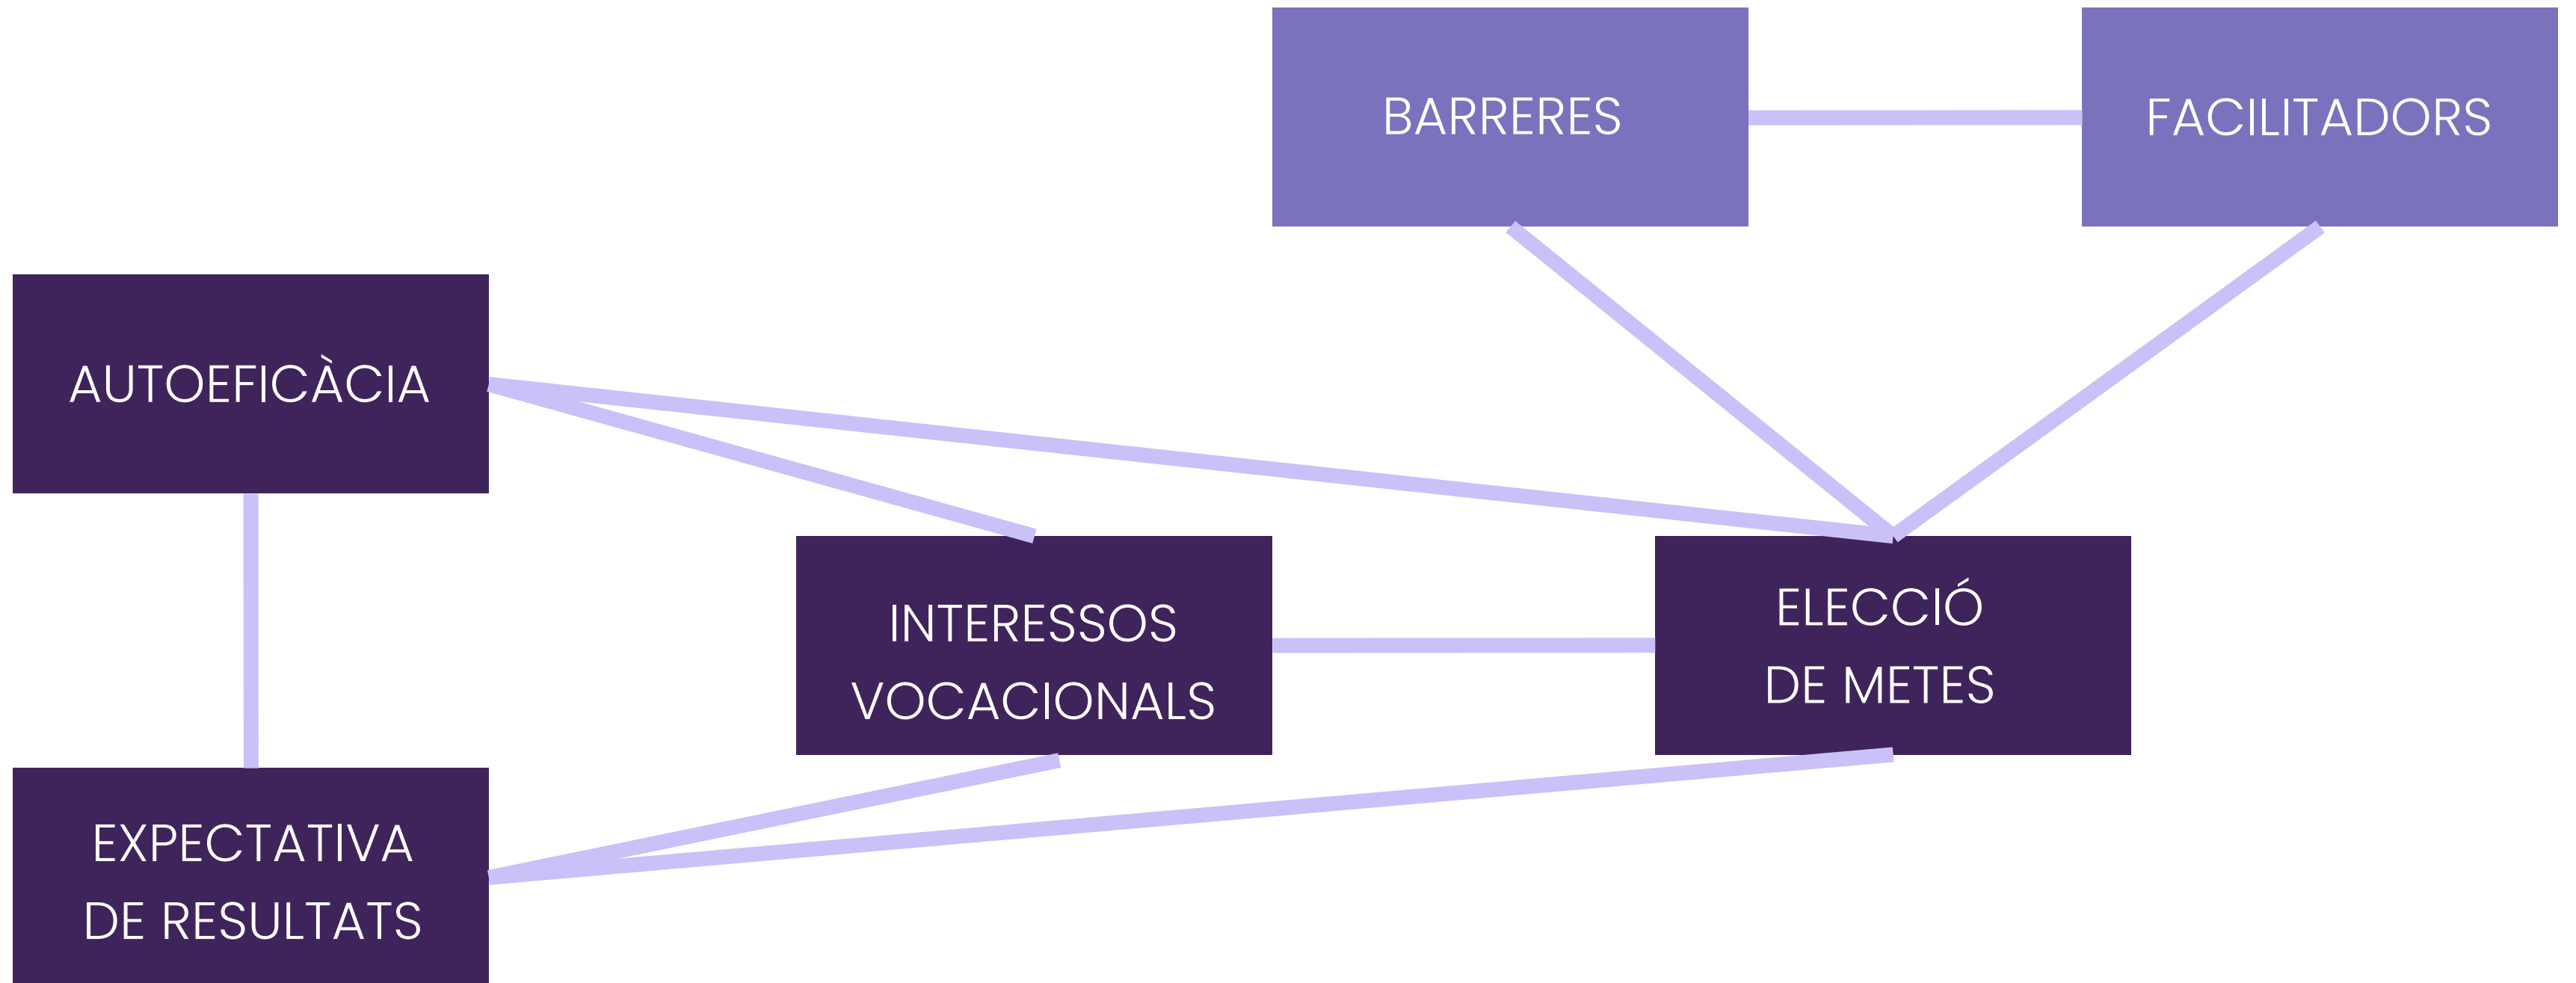 BARRERES
FACILITADORS
AUTOEFICÀCIA
INTERESSOS
VOCACIONALS
ELECCIÓ
DE METES
EXPECTATIVA
DE RESULTATS